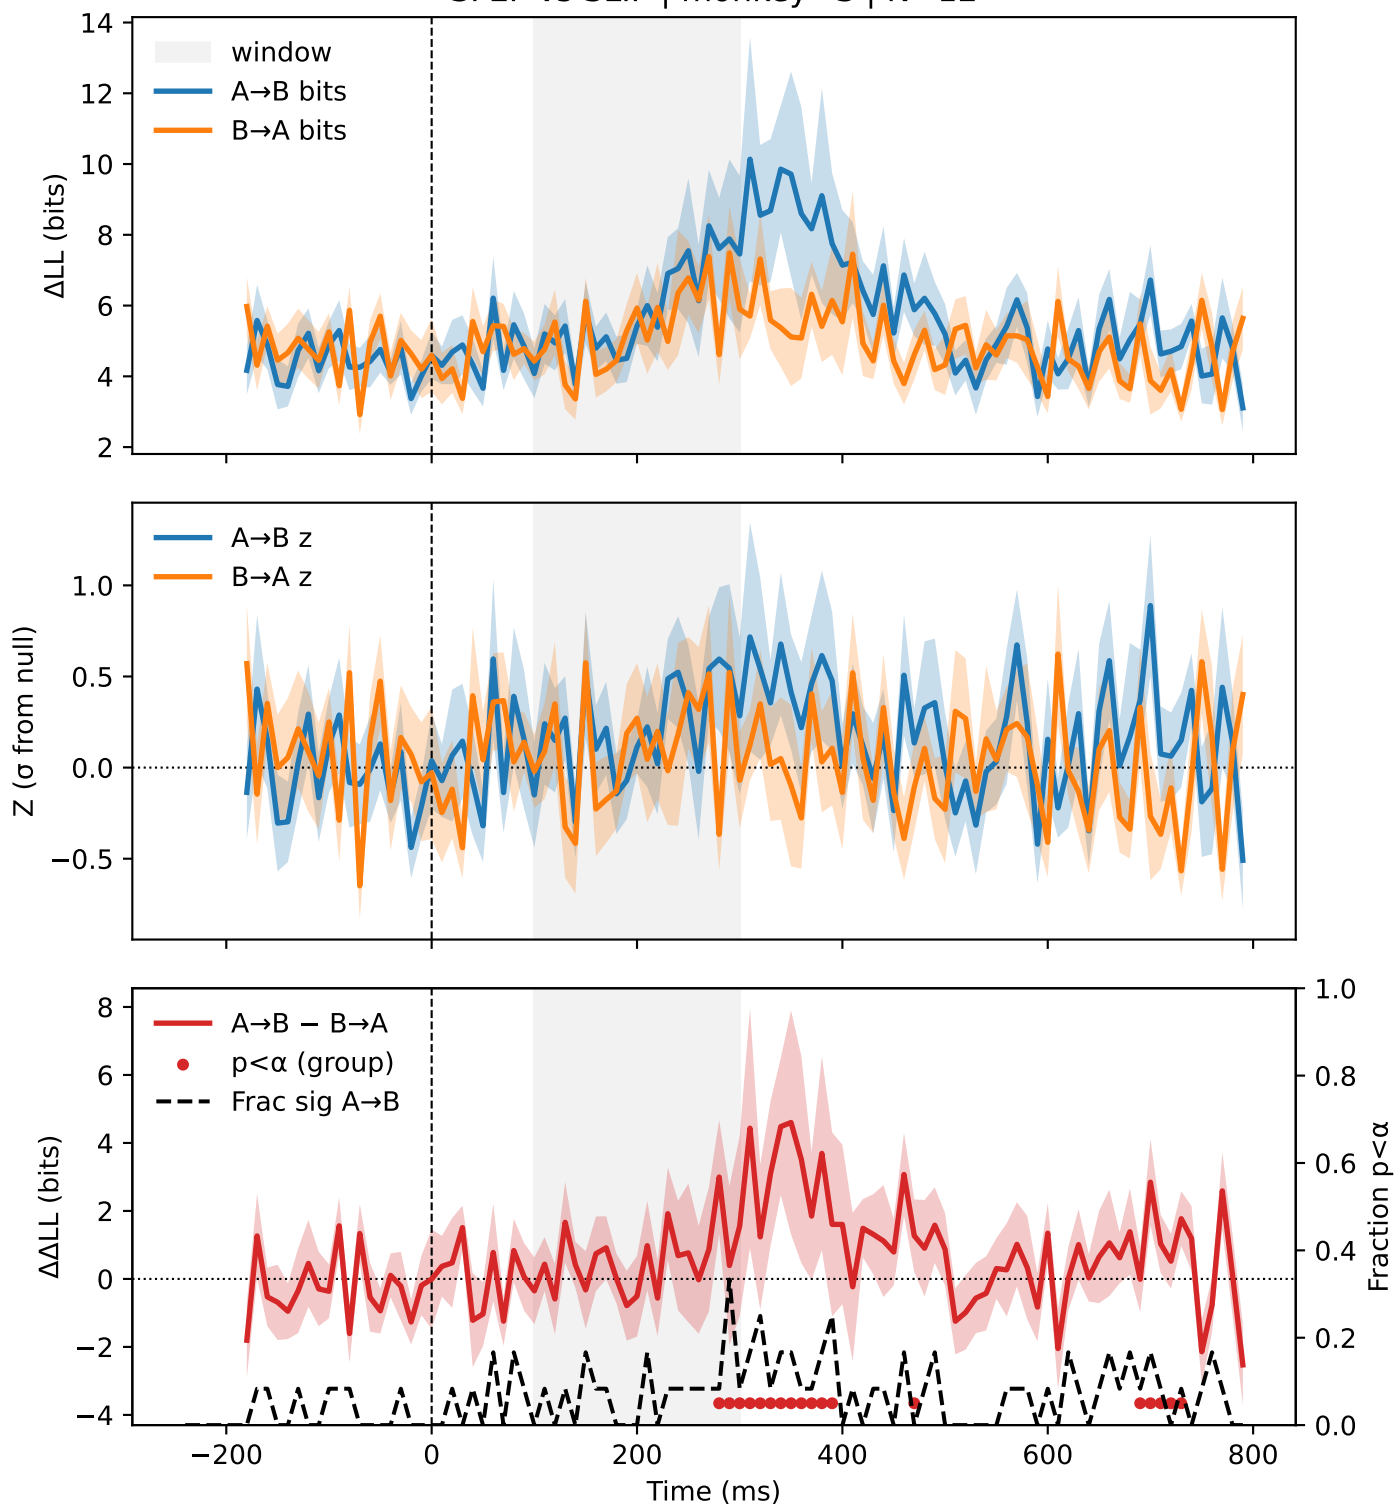 14
12
10
8
6
4
2
ΔLL (bits)
window
A→B bits
B→A bits
1.0
0.5
0.0
−0.5
Z (σ from null)
A→B z
B→A z
8
6
4
2
0
−2
−4
ΔΔLL (bits)
A→B − B→A
p<α (group)
Frac sig A→B
1.0
0.8
0.6
0.4
0.2
0.0
Fraction p<α
−200 0 200 400 600 800
Time (ms)